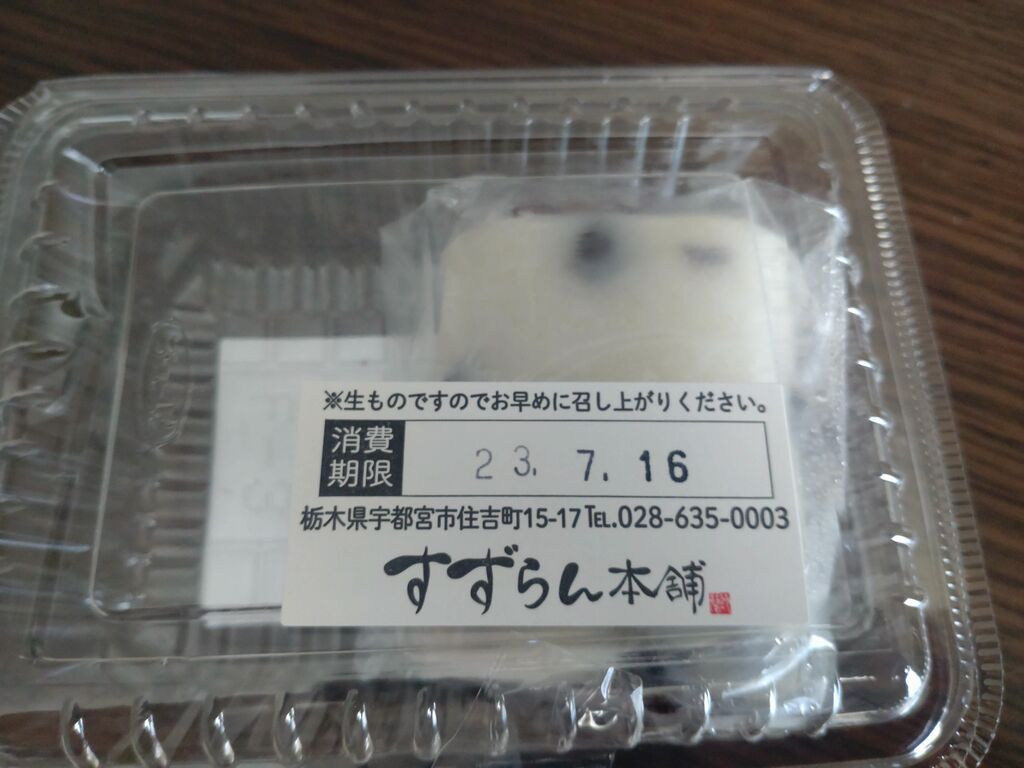 ※生ものですのでお早めに召し上がりください。
消費期限 23. 7. 16
栃木県宇都宮市住吉町15-17 TEL.028-635-0003
すずらん本舗